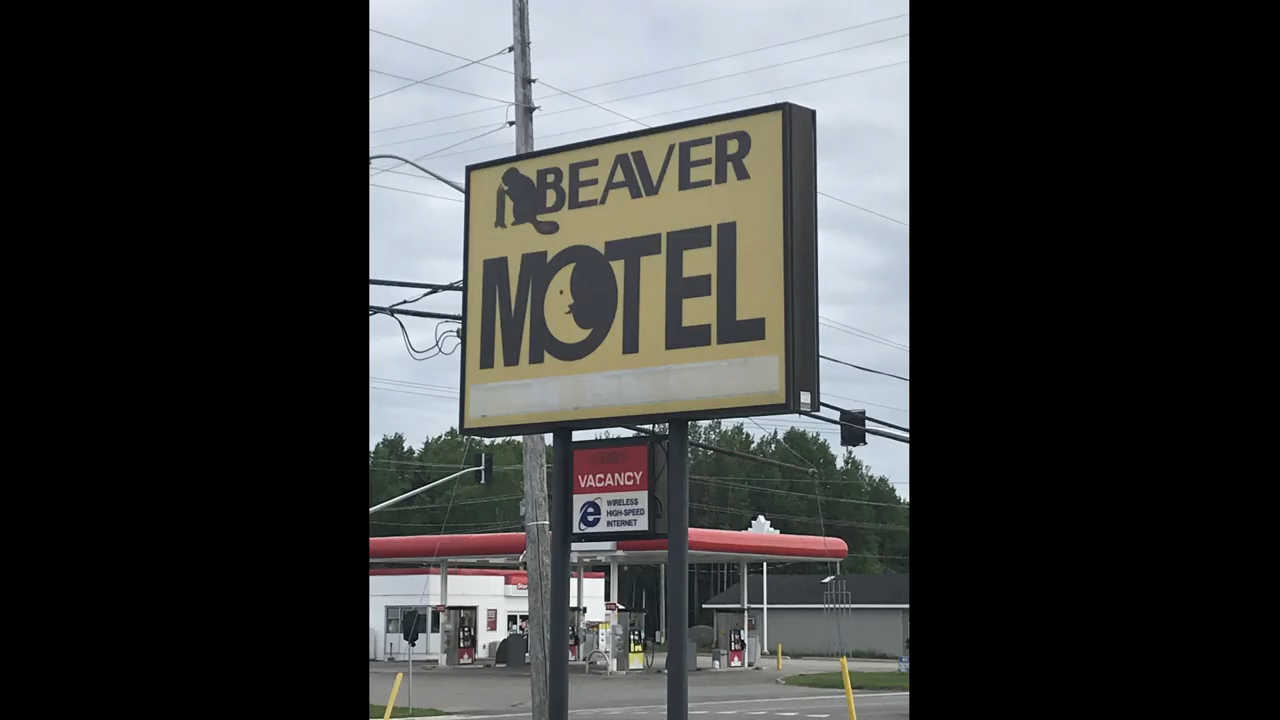 BEAVER
MOTEL
VACANCY
WIRELESS
HIGH-SPEED
INTERNET